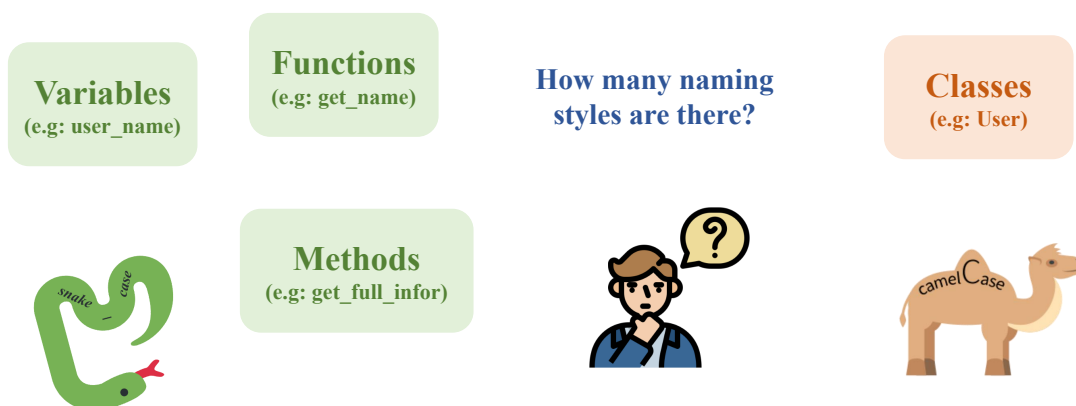 Variables
(e.g: user_name)
Functions
(e.g: get_name)
How many naming
styles are there?
Classes
(e.g: User)
Methods
(e.g: get_full_infor)
snake _ case
?
camelCase